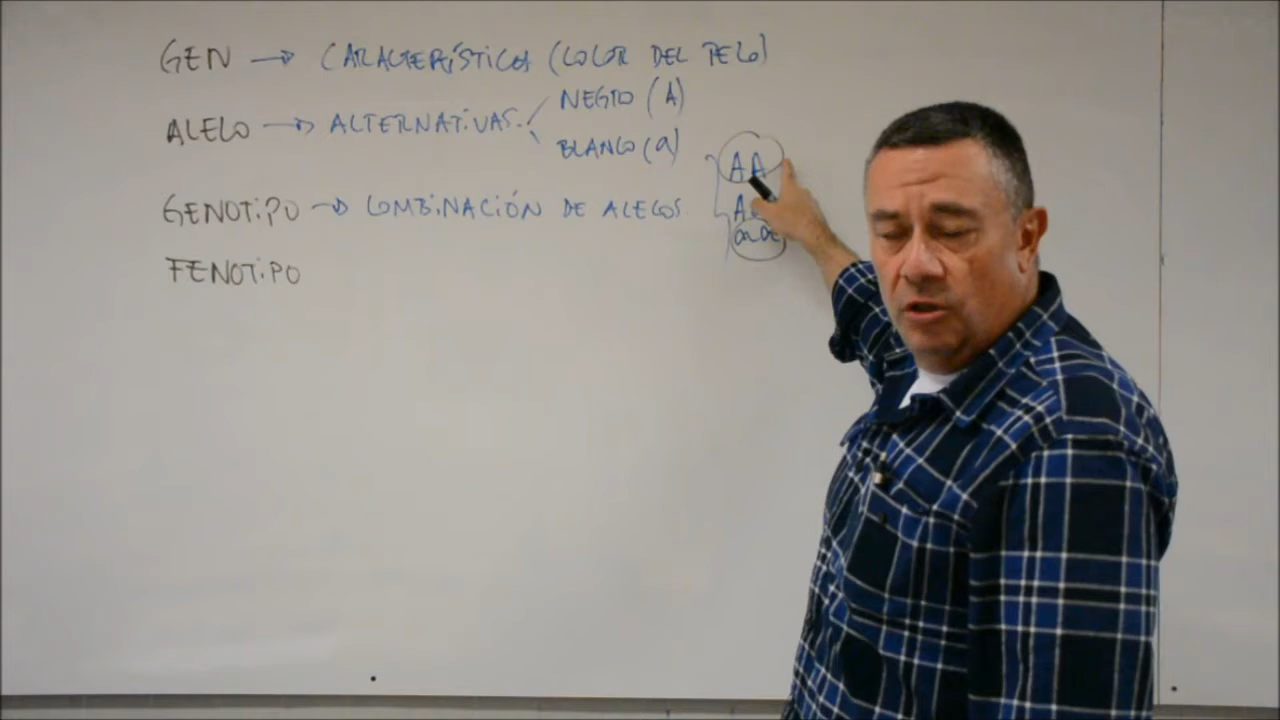 GEN → CARACTERÍSTICA (COLOR DEL PELO)
ALELO → ALTERNATIVAS
NEGRO (A)
BLANCO (a)
GENOTIPO → COMBINACIÓN DE ALELOS
AA
A
aa
FENOTIPO